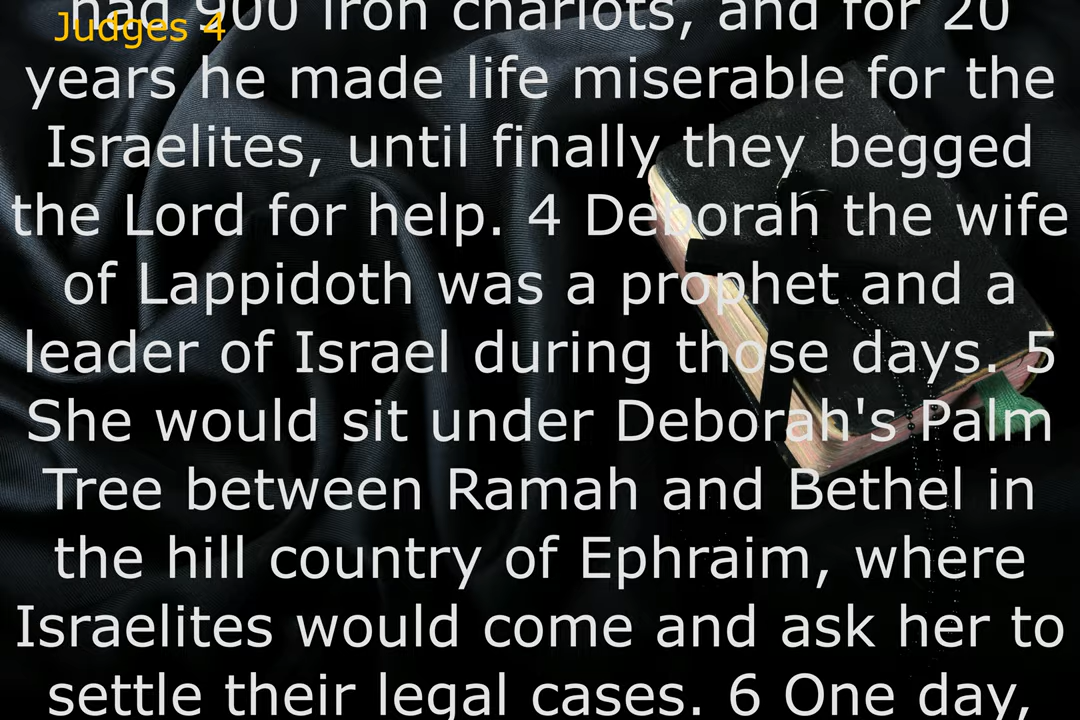 had 900 iron chariots, and for 20
Judges 4
years he made life miserable for the
Israelites, until finally they begged
the Lord for help. 4 Deborah the wife
of Lappidoth was a prophet and a
leader of Israel during those days. 5
She would sit under Deborah's Palm
Tree between Ramah and Bethel in
the hill country of Ephraim, where
Israelites would come and ask her to
settle their legal cases. 6 One day,